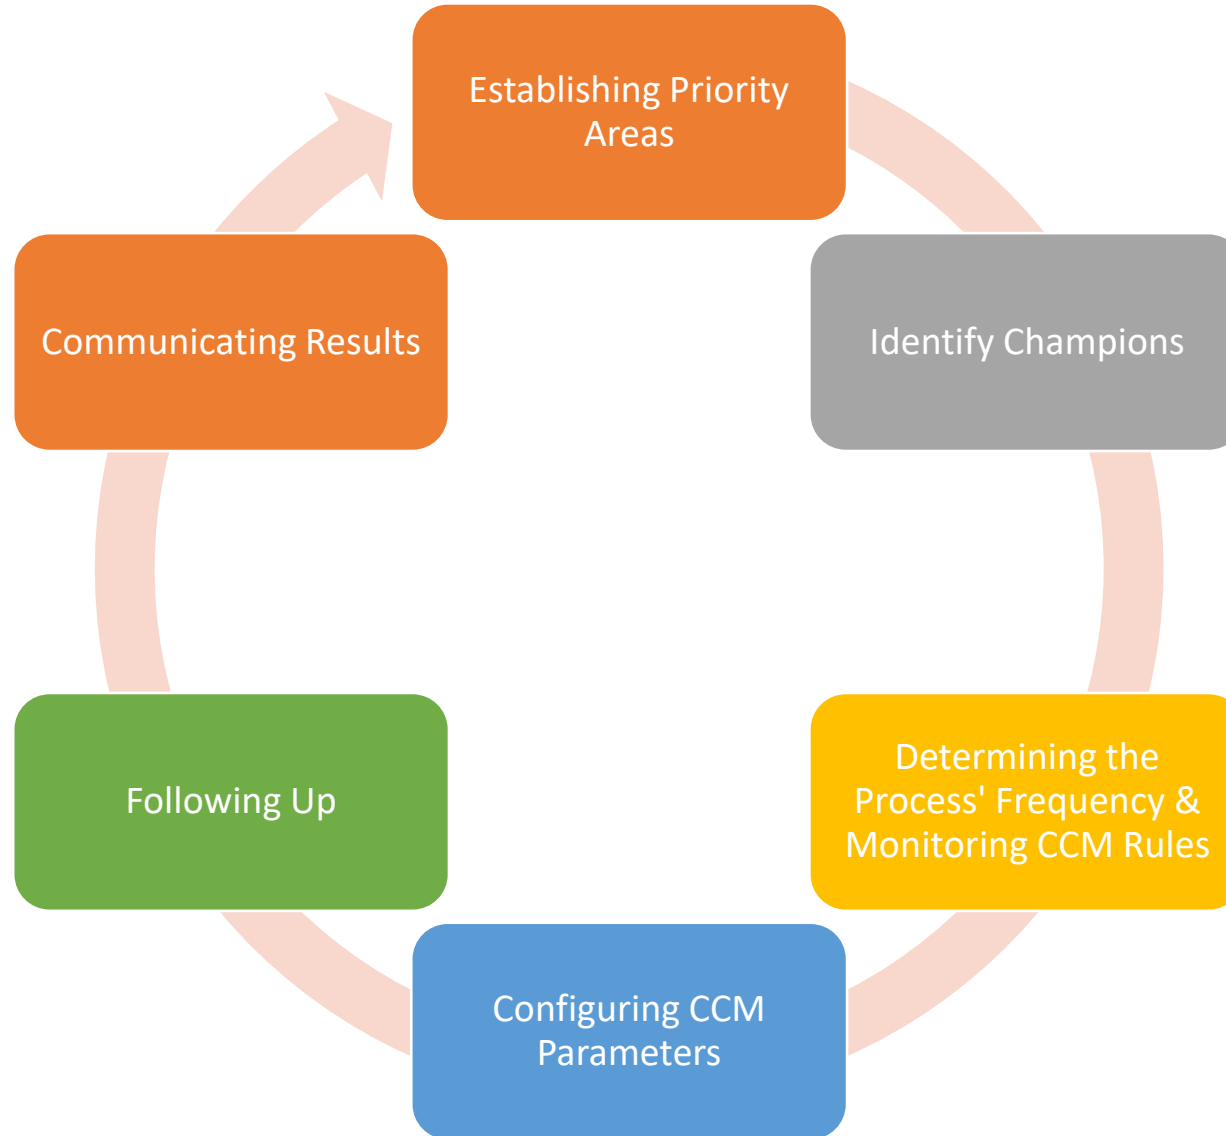 Establishing Priority
Areas
Identify Champions
Determining the
Process' Frequency &
Monitoring CCM Rules
Configuring CCM
Parameters
Following Up
Communicating Results